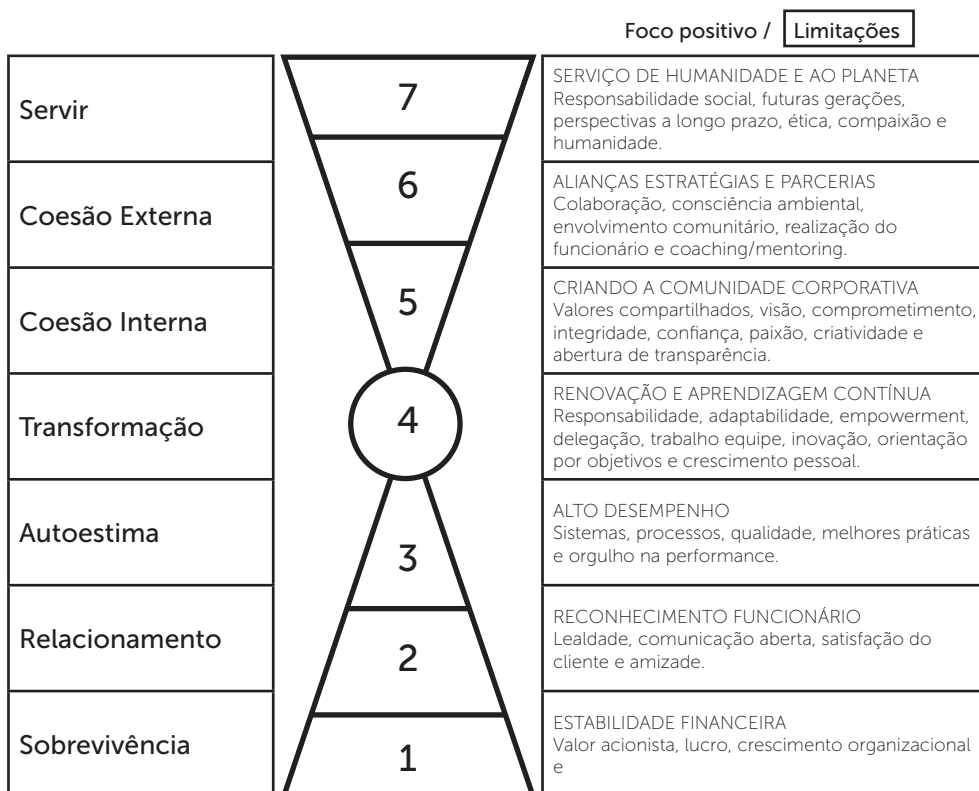 Foco positivo / Limitações
Servir
7
SERVIÇO DE HUMANIDADE E AO PLANETA
Responsabilidade social, futuras gerações,
perspectivas a longo prazo, ética, compaixão e
humanidade.
Coesão Externa
6
ALIANÇAS ESTRATÉGIAS E PARCERIAS
Colaboração, consciência ambiental,
envolvimento comunitário, realização do
funcionário e coaching/mentoring.
Coesão Interna
5
CRIANDO A COMUNIDADE CORPORATIVA
Valores compartilhados, visão, comprometimento,
integridade, confiança, paixão, criatividade e
abertura de transparência.
Transformação
4
RENOVAÇÃO E APRENDIZAGEM CONTÍNUA
Responsabilidade, adaptabilidade, empowerment,
delegação, trabalho equipe, inovação, orientação
por objetivos e crescimento pessoal.
Autoestima
3
ALTO DESEMPENHO
Sistemas, processos, qualidade, melhores práticas
e orgulho na performance.
Relacionamento
2
RECONHECIMENTO FUNCIONÁRIO
Lealdade, comunicação aberta, satisfação do
cliente e amizade.
Sobrevivência
1
ESTABILIDADE FINANCEIRA
Valor acionista, lucro, crescimento organizacional
e